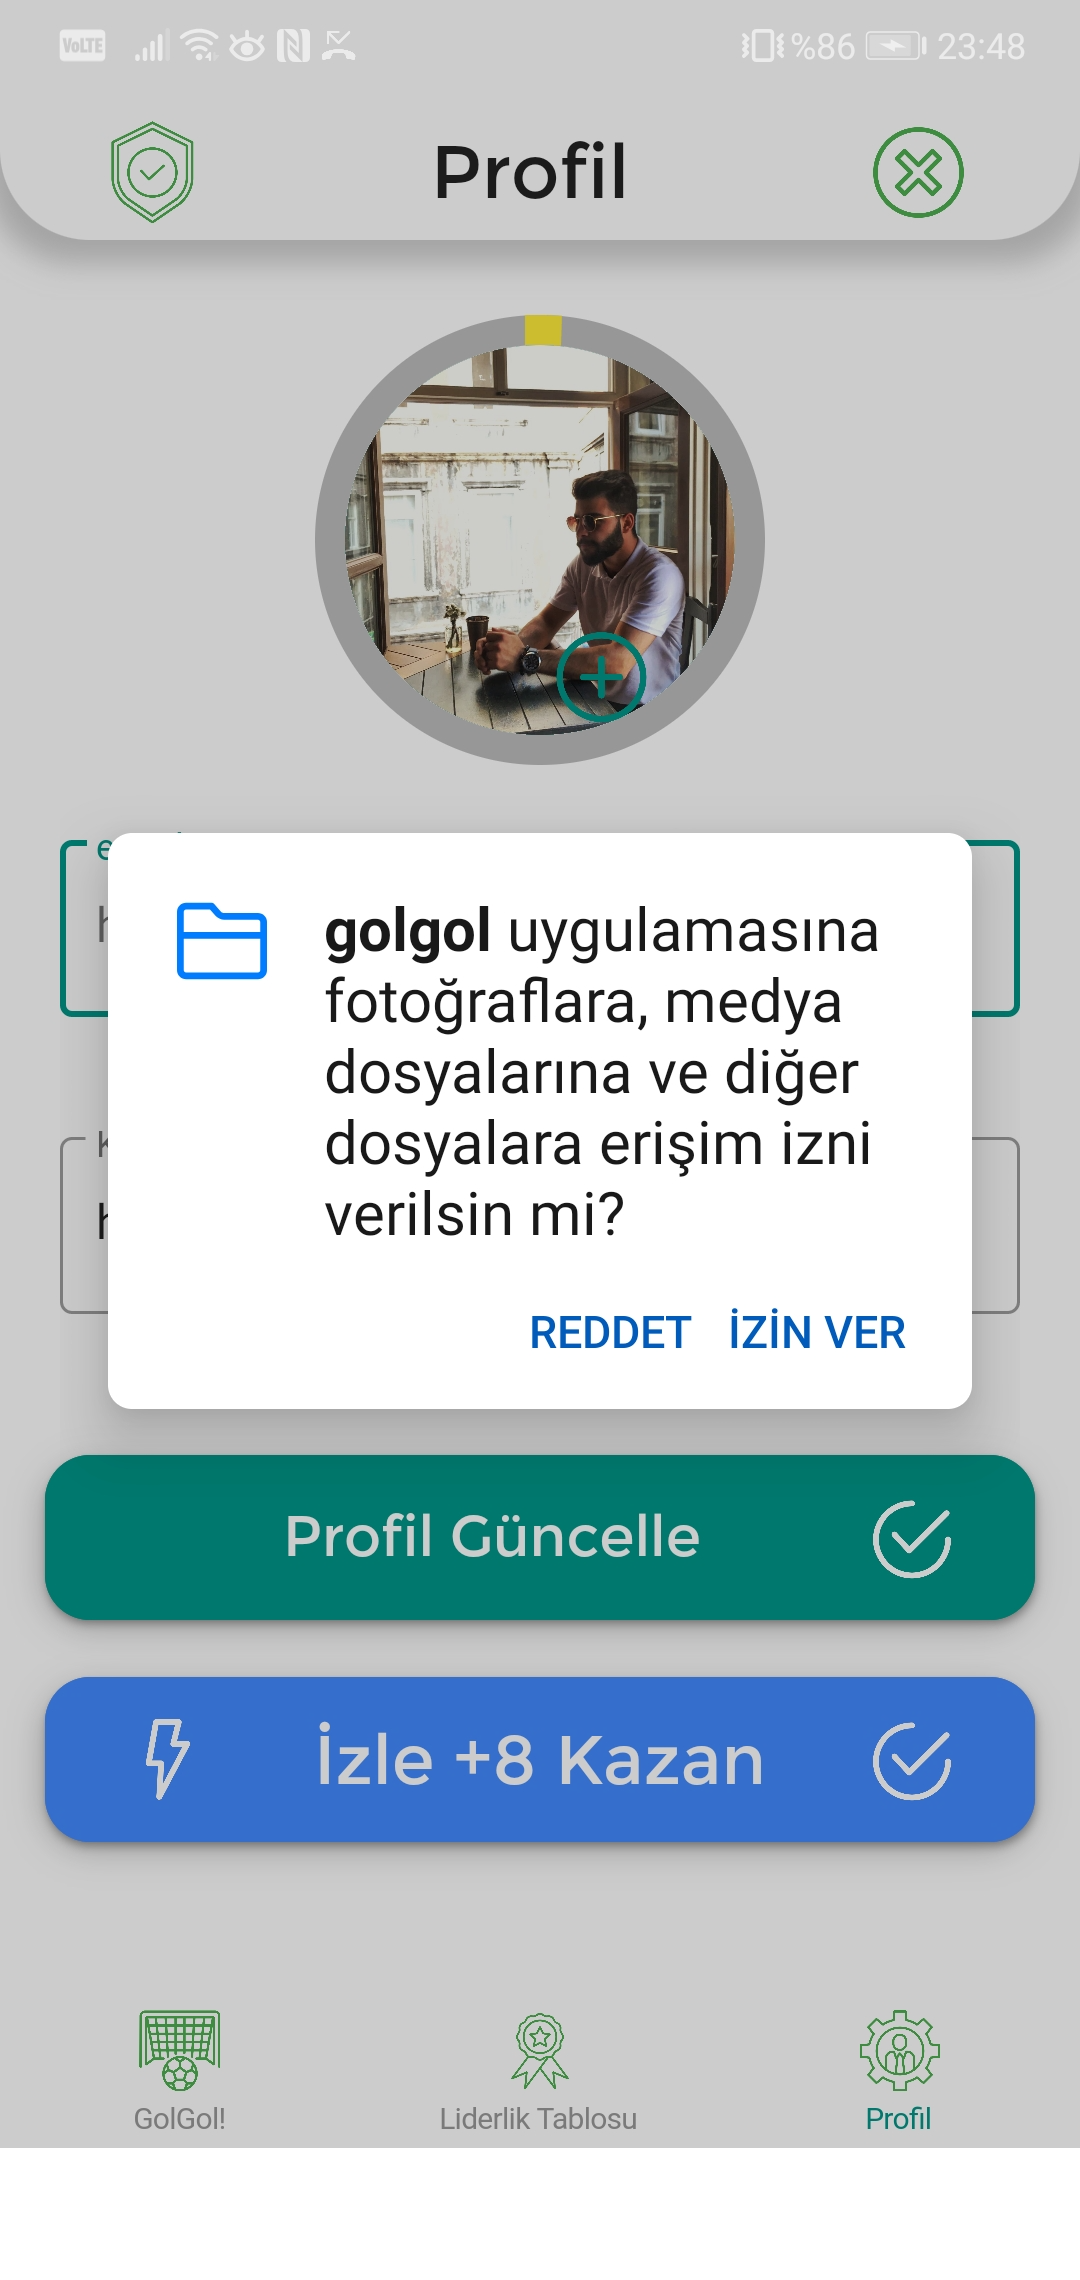 VoLTE %86 23:48
Profil
golgol uygulamasına
fotoğraflara, medya
dosyalarına ve diğer
dosyalara erişim izni
verilsin mi?
REDDET İZİN VER
Profil Güncelle
İzle +8 Kazan
GolGol! Liderlik Tablosu Profil